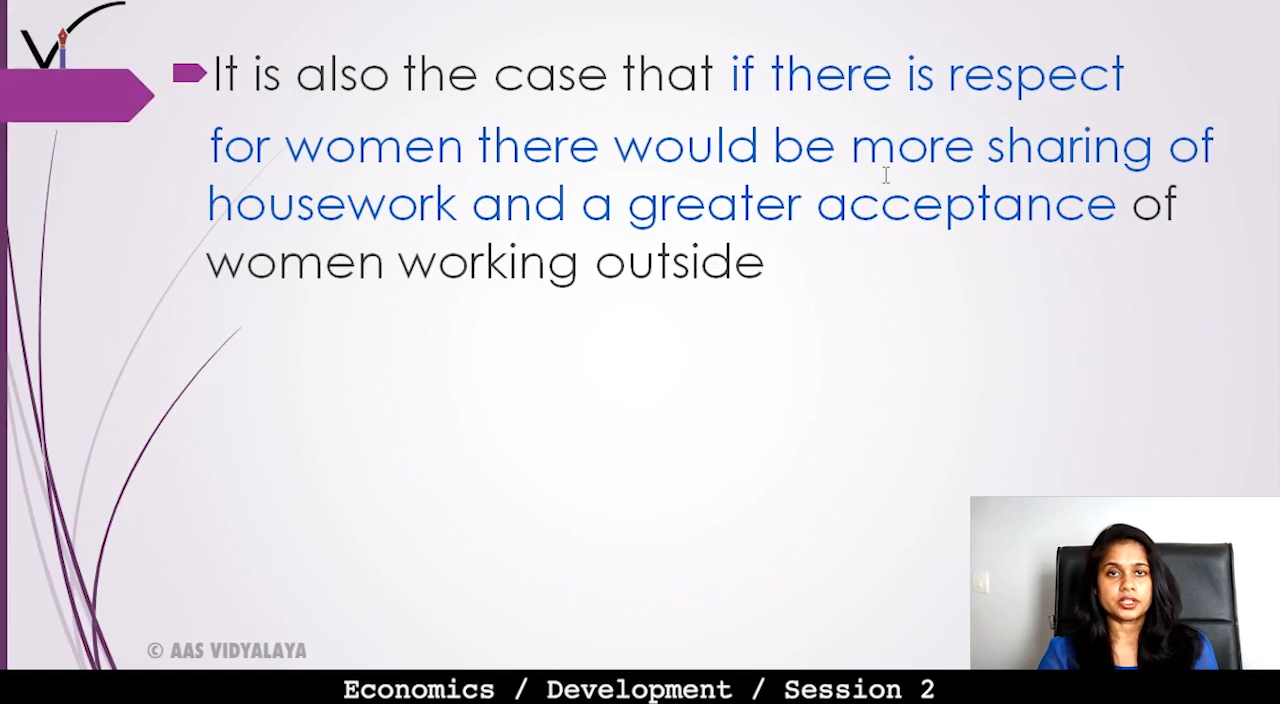 It is also the case that if there is respect
for women there would be more sharing of
housework and a greater acceptance of
women working outside
© AAS VIDYALAYA
Economics / Development / Session 2